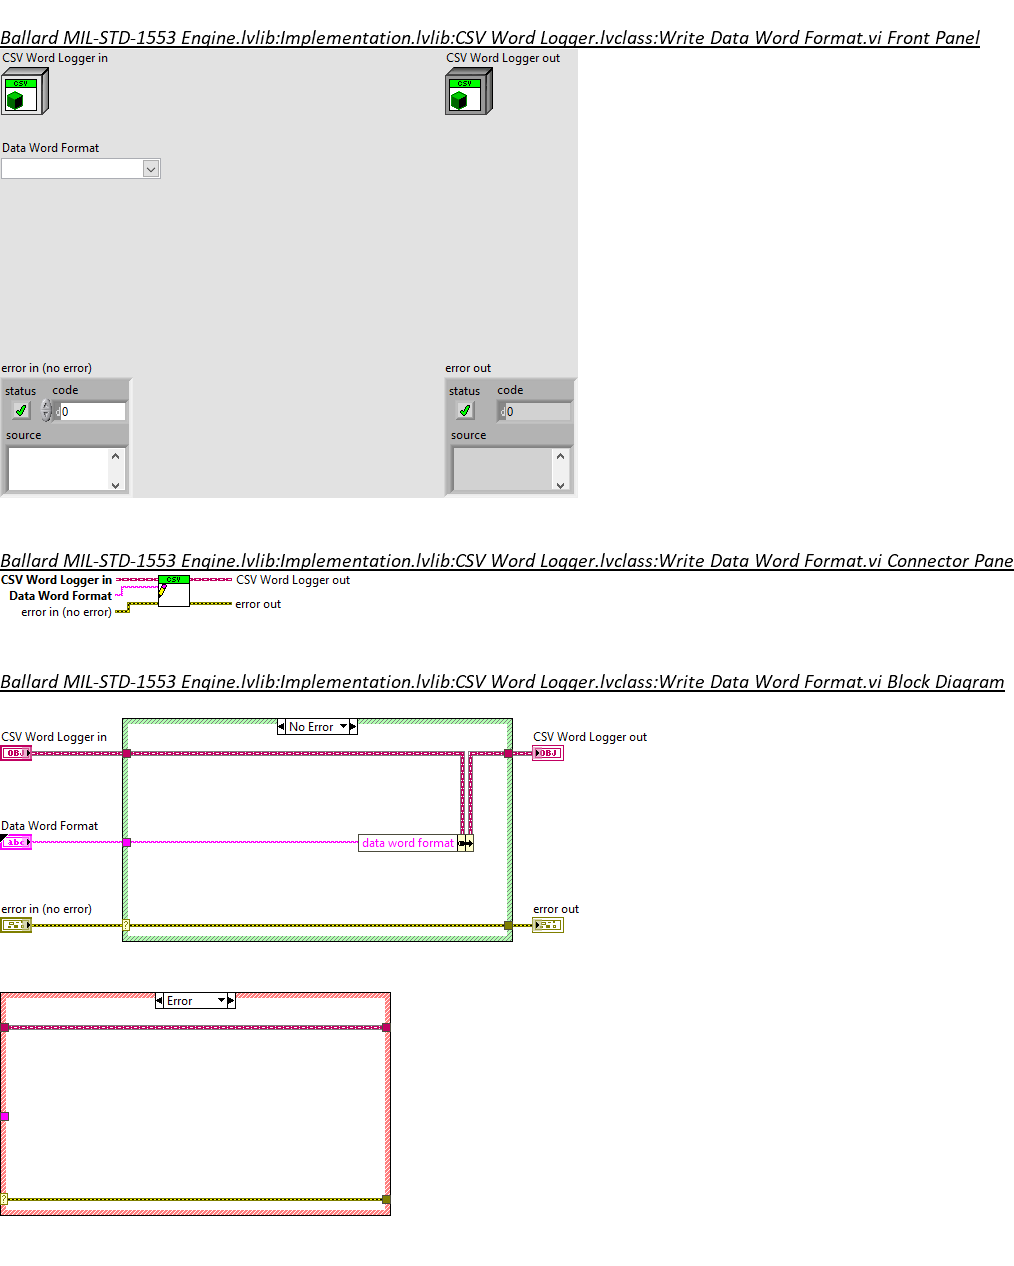 Ballard MIL-STD-1553 Engine.lvlib:Implementation.lvlib:CSV Word Logger.lvclass:Write Data Word Format.vi Front Panel
CSV Word Logger in
CSV Word Logger out
CSV
CSV
Data Word Format
error in (no error)
error out
status code
status code
d 0
d 0
source
source
Ballard MIL-STD-1553 Engine.lvlib:Implementation.lvlib:CSV Word Logger.lvclass:Write Data Word Format.vi Connector Pane
CSV Word Logger in
CSV
CSV Word Logger out
Data Word Format
error in (no error)
error out
Ballard MIL-STD-1553 Engine.lvlib:Implementation.lvlib:CSV Word Logger.lvclass:Write Data Word Format.vi Block Diagram
No Error
CSV Word Logger in
CSV Word Logger out
OBJ
OBJ
Data Word Format
abc
data word format
error in (no error)
error out
?
Error
?